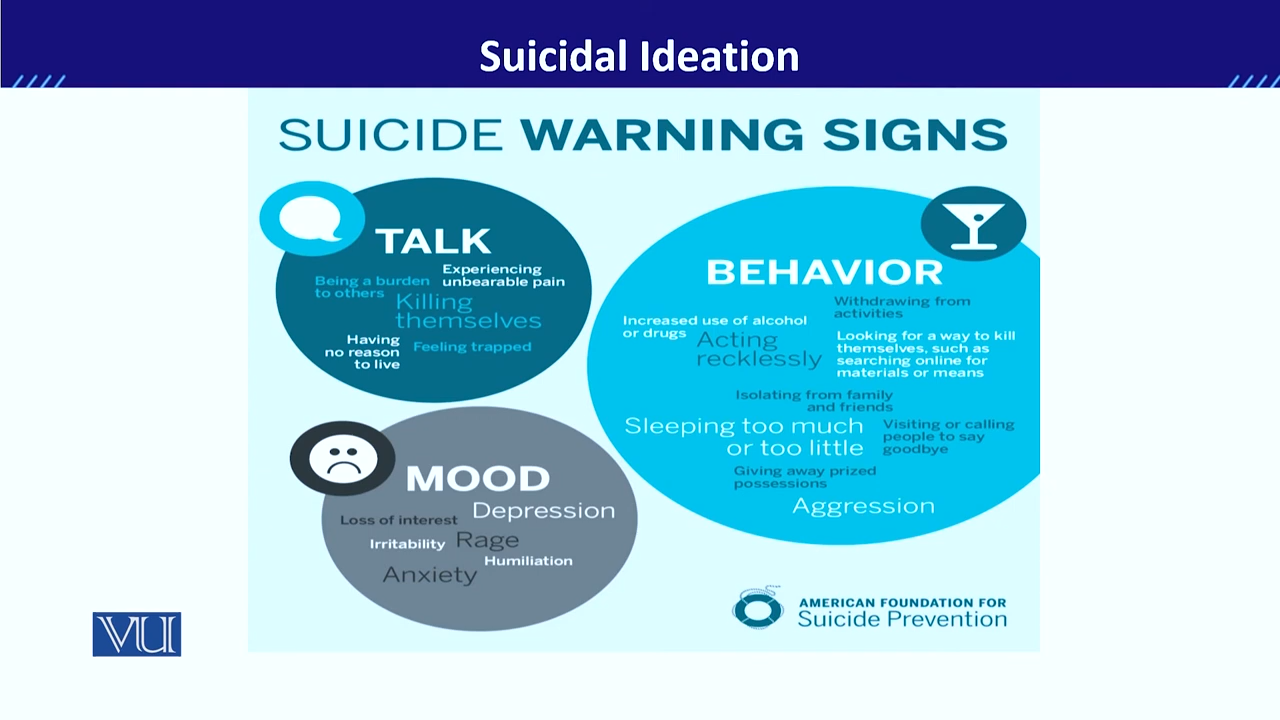 Suicidal Ideation
SUICIDE WARNING SIGNS
TALK
Being a burden
to others
Experiencing
unbearable pain
Killing
themselves
Having
no reason
to live
Feeling trapped
BEHAVIOR
Withdrawing from
activities
Increased use of alcohol
or drugs
Acting
recklessly
Looking for a way to kill
themselves, such as
searching online for
materials or means
Isolating from family
and friends
Sleeping too much
or too little
Visiting or calling
people to say
goodbye
Giving away prized
possessions
Aggression
MOOD
Depression
Loss of interest
Irritability
Rage
Humiliation
Anxiety
AMERICAN FOUNDATION FOR
Suicide Prevention
VU